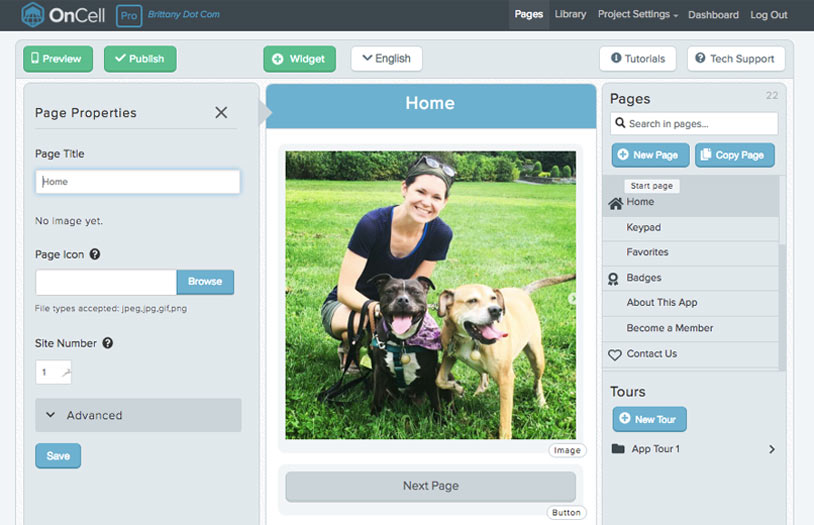 OnCell Pro Brittany Dot Com
Pages Library Project Settings Dashboard Log Out
Preview Publish Widget English Tutorials Tech Support
Page Properties
Page Title
Home
No image yet.
Page Icon
Browse
File types accepted: jpeg,jpg,gif,png
Site Number
1
Advanced
Save
Home
Image
Next Page
Button
Pages 22
Search in pages...
New Page Copy Page
Start page
Home
Keypad
Favorites
Badges
About This App
Become a Member
Contact Us
Tours
New Tour
App Tour 1